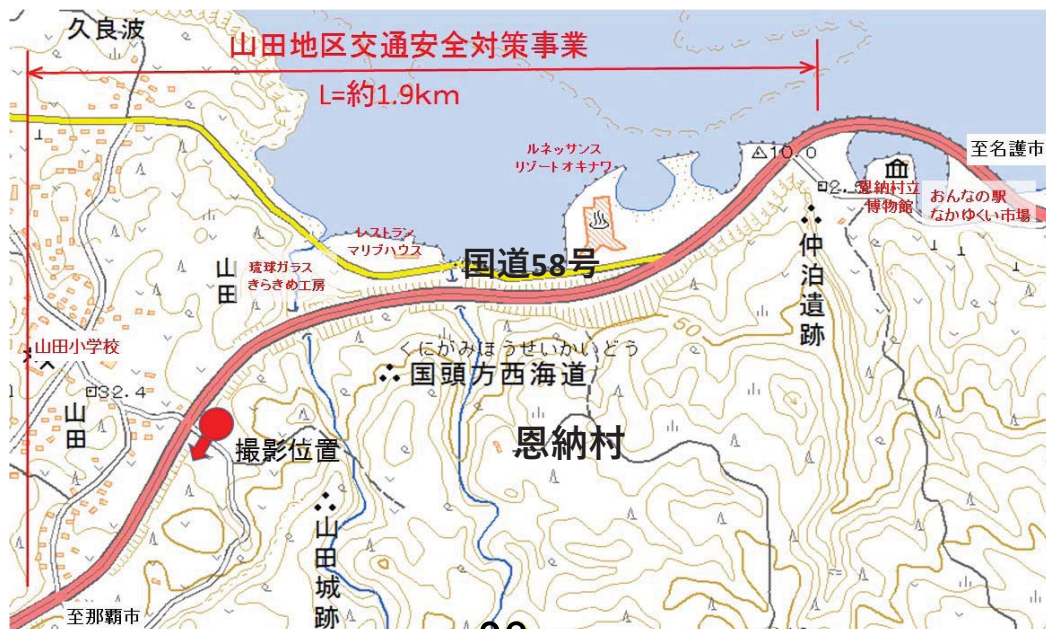 久良波
山田地区交通安全対策事業
L=約1.9km
ルネッサンス
リゾートオキナワ
10.0
至名護市
恩納村立
博物館
おんなの駅
なかゆくい市場
レストラン
マリブハウス
国道58号
仲泊遺跡
山田
琉球ガラス
きらきめ工房
50
山田小学校
くにがみほうせいかいどう
国頭方西海道
32.4
山田
恩納村
撮影位置
山田城跡
至那覇市